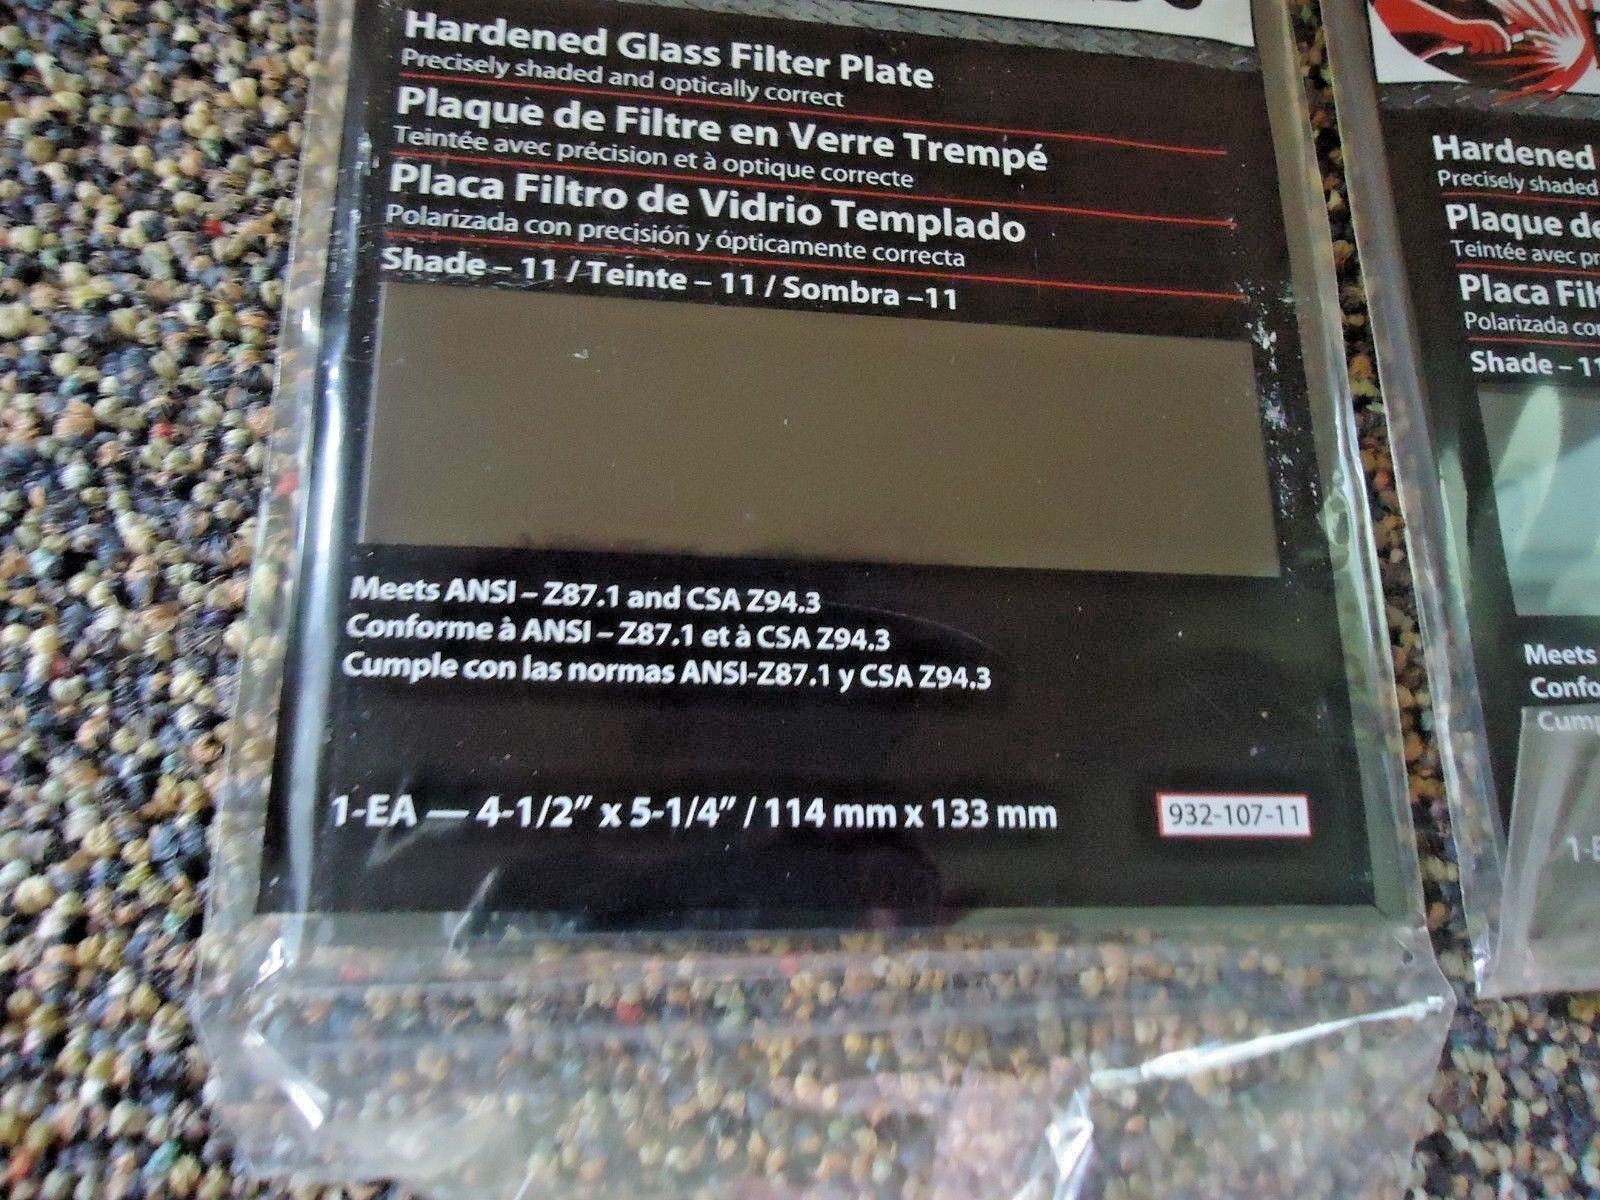 Hardened Glass Filter Plate
Precisely shaded and optically correct
Plaque de Filtre en Verre Trempé
Teintée avec précision et à optique correcte
Placa Filtro de Vidrio Templado
Polarizada con precisión y ópticamente correcta
Shade – 11 / Teinte – 11 / Sombra –11
Meets ANSI – Z87.1 and CSA Z94.3
Conforme à ANSI – Z87.1 et à CSA Z94.3
Cumple con las normas ANSI-Z87.1 y CSA Z94.3
1-EA — 4-1/2” x 5-1/4” / 114 mm x 133 mm
932-107-11
Hardened
Precisely shaded
Plaque de
Teintée avec
Placa
Polarizada
Shade – 11
Meets